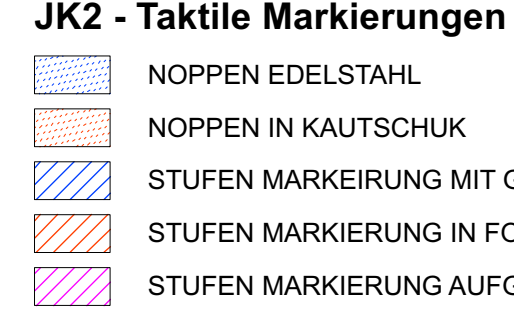 JK2 - Taktile Markierungen
NOPPEN EDELSTAHL
NOPPEN IN KAUTSCHUK
STUFEN MARKEIRUNG MIT
STUFEN MARKIERUNG IN
STUFEN MARKIERUNG